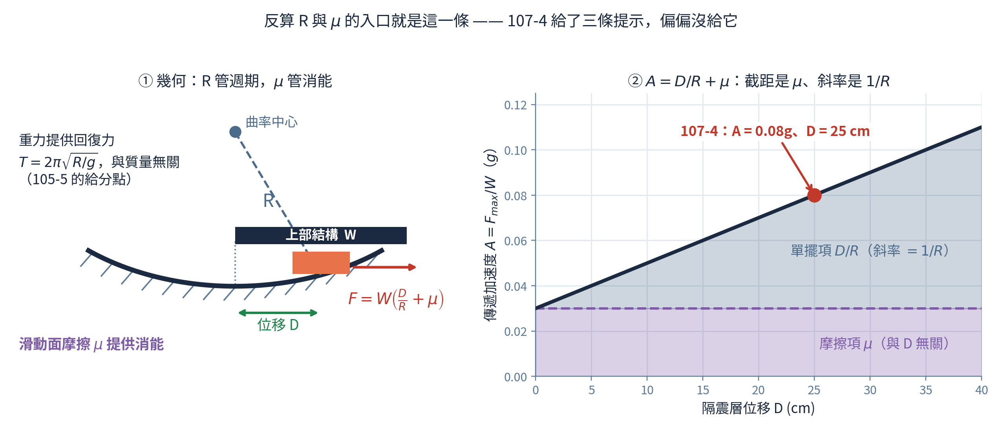 反算 R 與 μ 的入口就是這一條 —— 107-4 給了三條提示，偏偏沒給它
① 幾何：R 管週期，μ 管消能
曲率中心
重力提供回復力
T = 2π√(R/g)，與質量無關
（105-5 的給分點）
R
上部結構 W
F = W(D/R + μ)
位移 D
滑動面摩擦 μ 提供消能
② A = D/R + μ：截距是 μ、斜率是 1/R
傳遞加速度 A = F_max/W（g）
0.12
0.10
0.08
0.06
0.04
0.02
0.00
107-4：A = 0.08g、D = 25 cm
單擺項 D/R（斜率 = 1/R）
摩擦項 μ（與 D 無關）
0 5 10 15 20 25 30 35 40
隔震層位移 D (cm)